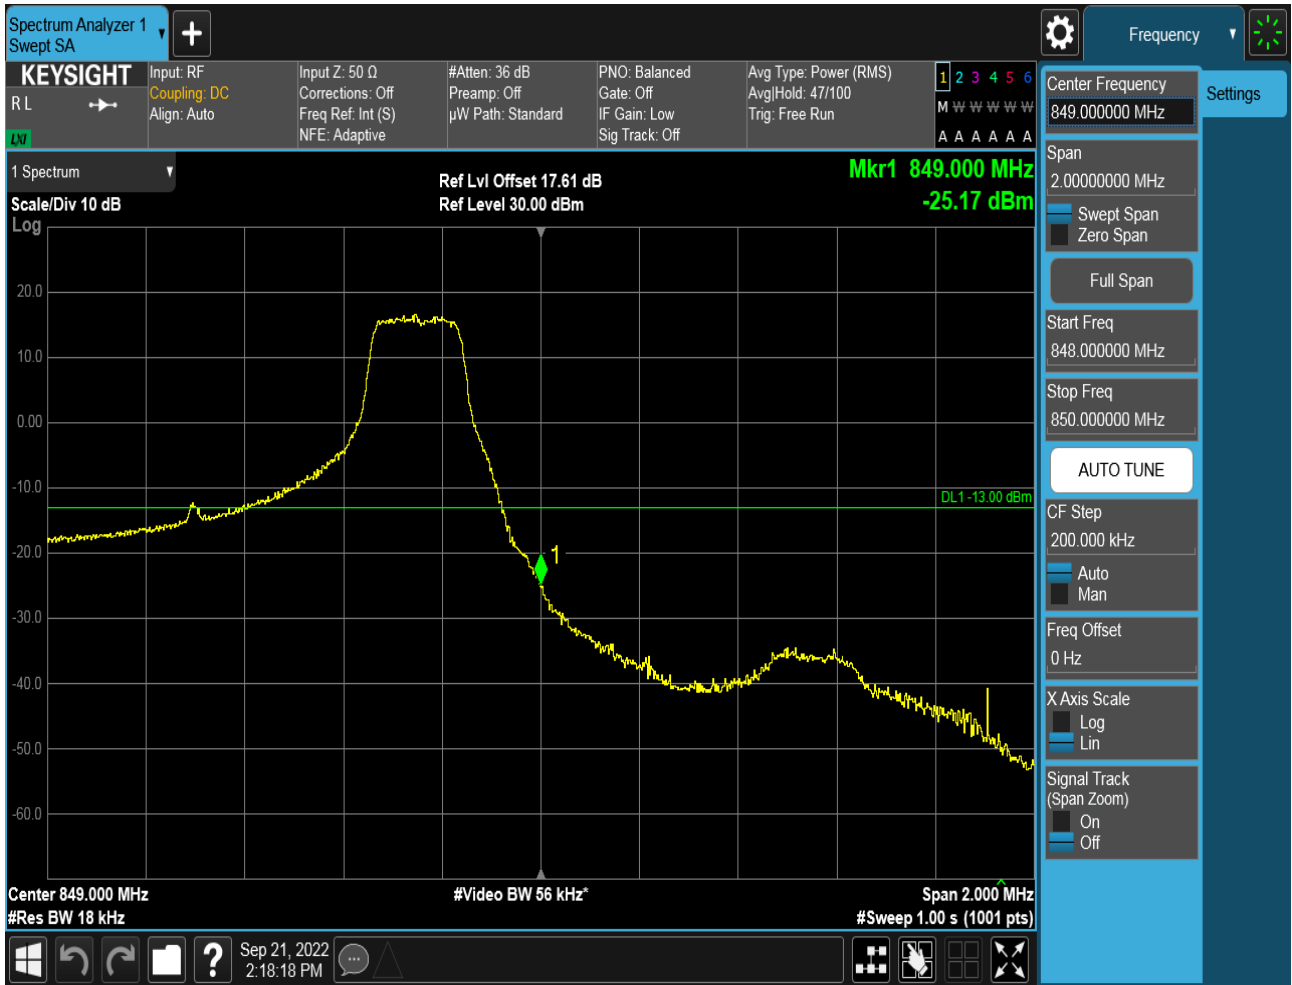 Spectrum Analyzer 1
Swept SA
Frequency
KEYSIGHT
R L
LXI
Input: RF
Coupling: DC
Align: Auto
Input Z: 50 Ω
Corrections: Off
Freq Ref: Int (S)
NFE: Adaptive
#Atten: 36 dB
Preamp: Off
µW Path: Standard
PNO: Balanced
Gate: Off
IF Gain: Low
Sig Track: Off
Avg Type: Power (RMS)
Avg|Hold: 47/100
Trig: Free Run
1 2 3 4 5 6
M W W W W W
A A A A A A
1 Spectrum
Scale/Div 10 dB
Log
Ref Lvl Offset 17.61 dB
Ref Level 30.00 dBm
Mkr1 849.000 MHz
-25.17 dBm
20.0
10.0
0.00
-10.0
-20.0
-30.0
-40.0
-50.0
-60.0
DL1 -13.00 dBm
1
Center 849.000 MHz
#Res BW 18 kHz
#Video BW 56 kHz*
Span 2.000 MHz
#Sweep 1.00 s (1001 pts)
Center Frequency
849.000000 MHz
Settings
Span
2.00000000 MHz
Swept Span
Zero Span
Full Span
Start Freq
848.000000 MHz
Stop Freq
850.000000 MHz
AUTO TUNE
CF Step
200.000 kHz
Auto
Man
Freq Offset
0 Hz
X Axis Scale
Log
Lin
Signal Track
(Span Zoom)
On
Off
?
Sep 21, 2022
2:18:18 PM